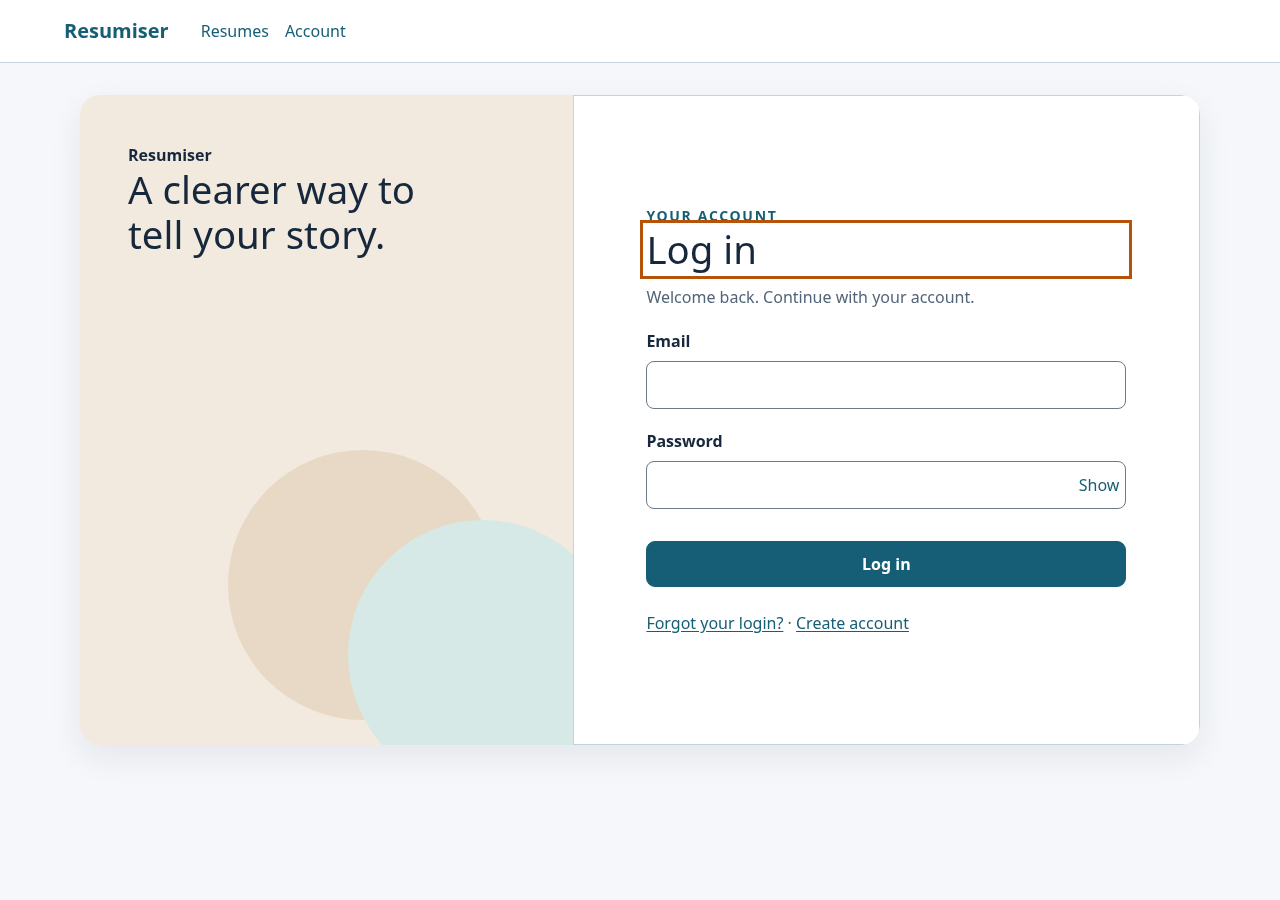 Resumiser
Resumes
Account
Resumiser
A clearer way to
tell your story.
YOUR ACCOUNT
Log in
Welcome back. Continue with your account.
Email
Password
Show
Log in
Forgot your login? · Create account